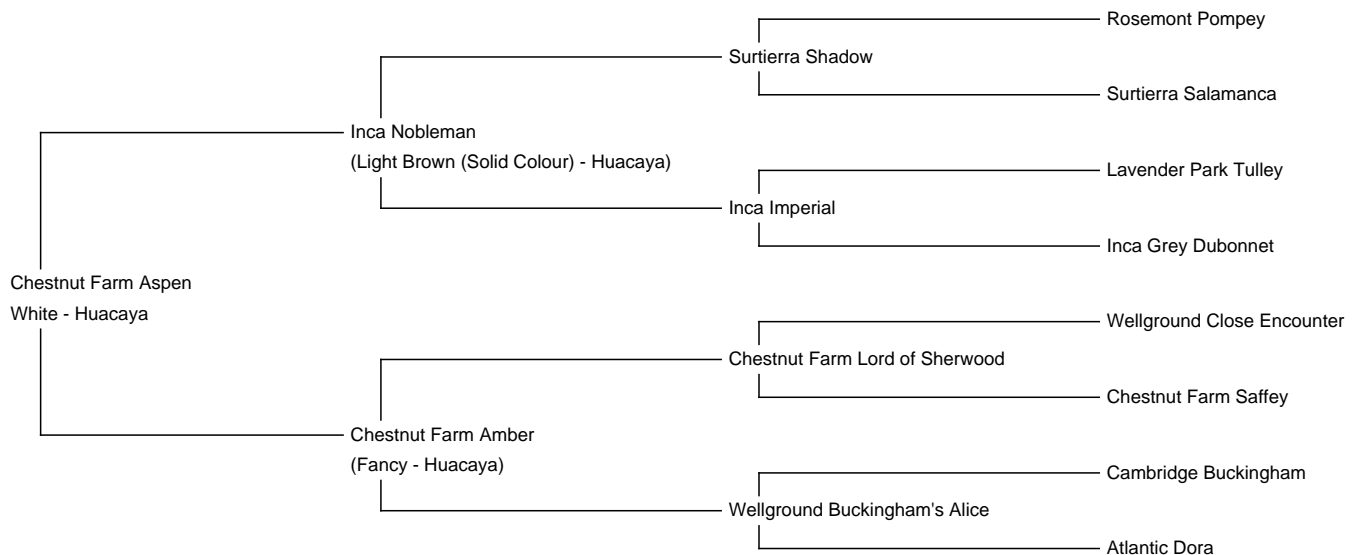 Rosemont Pompey
Surtierra Shadow
Surtierra Salamanca
Inca Nobleman
(Light Brown (Solid Colour) - Huacaya)
Lavender Park Tulley
Inca Imperial
Inca Grey Dubonnet
Chestnut Farm Aspen
White - Huacaya
Wellground Close Encounter
Chestnut Farm Lord of Sherwood
Chestnut Farm Saffey
Chestnut Farm Amber
(Fancy - Huacaya)
Cambridge Buckingham
Wellground Buckingham's Alice
Atlantic Dora